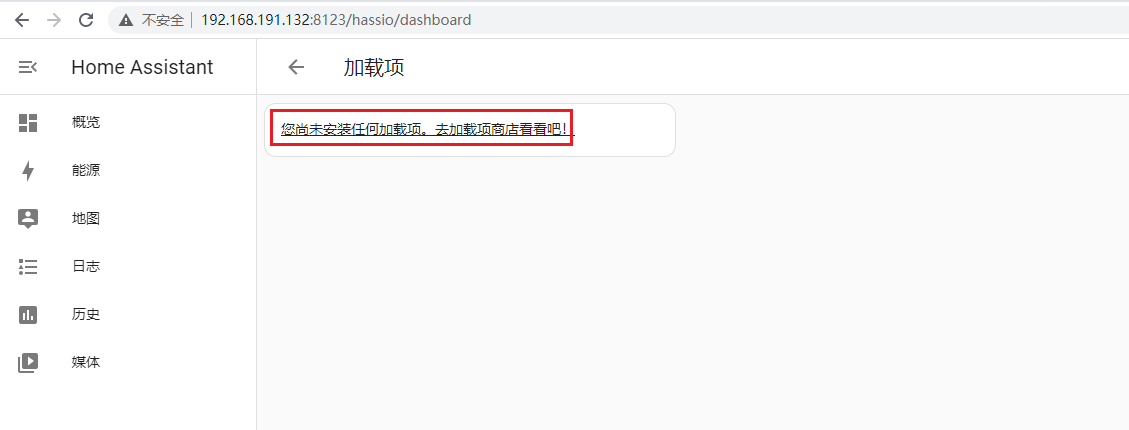 不安全
192.168.191.132:8123/hassio/dashboard
Home Assistant
加载项
概览
您尚未安装任何加载项。去加载项商店看看吧！
能源
地图
日志
历史
媒体